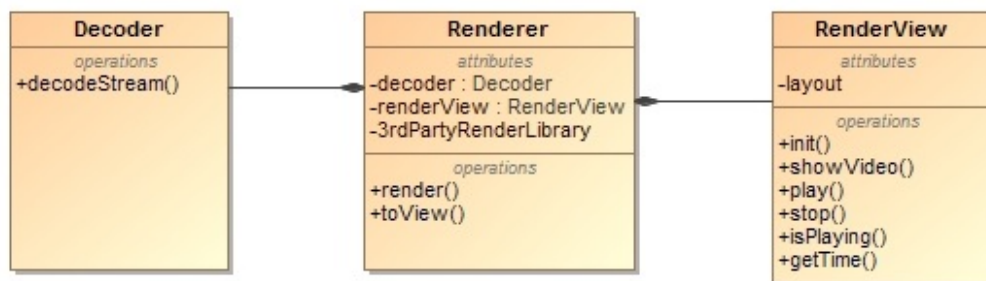 Decoder
operations
+decodeStream()
Renderer
attributes
-decoder : Decoder
-renderView : RenderView
-3rdPartyRenderLibrary
operations
+render()
+toView()
RenderView
attributes
-layout
operations
+init()
+showVideo()
+play()
+stop()
+isPlaying()
+getTime()